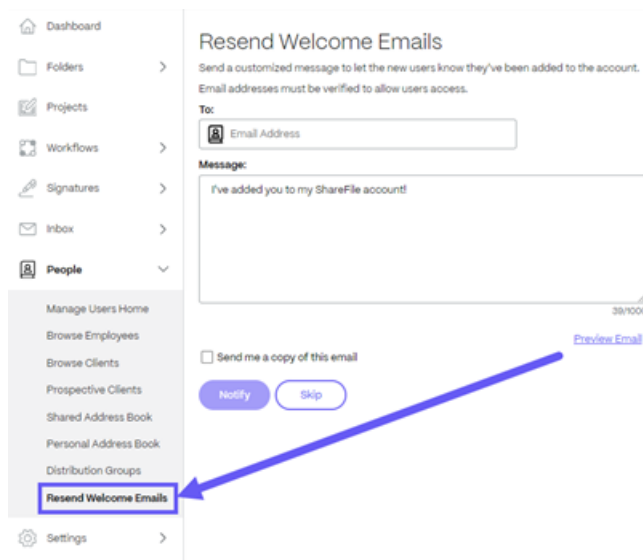 Dashboard
Folders
Projects
Workflows
Signatures
Inbox
People
Manage Users Home
Browse Employees
Browse Clients
Prospective Clients
Shared Address Book
Personal Address Book
Distribution Groups
Resend Welcome Emails
Settings
Resend Welcome Emails
Send a customized message to let the new users know they've been added to the account.
Email addresses must be verified to allow users access.
To:
Email Address
Message:
I've added you to my ShareFile account!
Preview Email
Send me a copy of this email
Notify
Skip